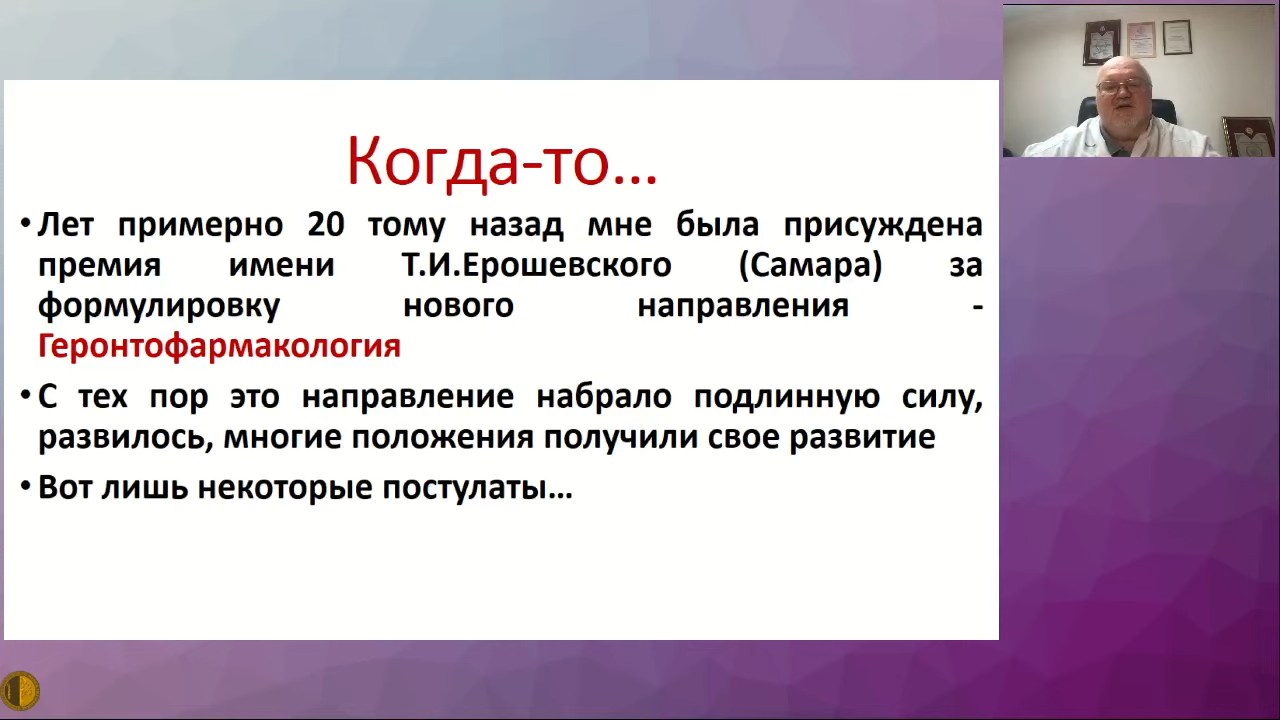 Когда-то...
• Лет примерно 20 тому назад мне была присуждена
премия имени Т.И.Ерошевского (Самара) за
формулировку нового направления -
Геронтофармакология
• С тех пор это направление набрало подлинную силу,
развилось, многие положения получили свое развитие
• Вот лишь некоторые постулаты...